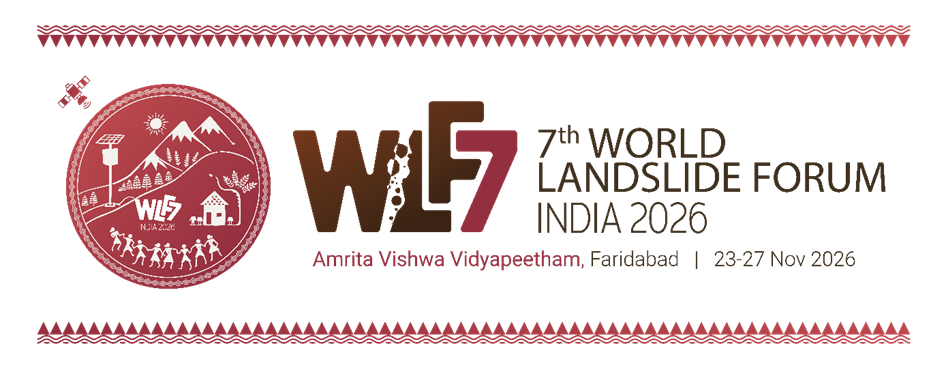 WLF7
INDIA 2026
WLF7
7th WORLD
LANDSLIDE FORUM
INDIA 2026
Amrita Vishwa Vidyapeetham, Faridabad | 23-27 Nov 2026